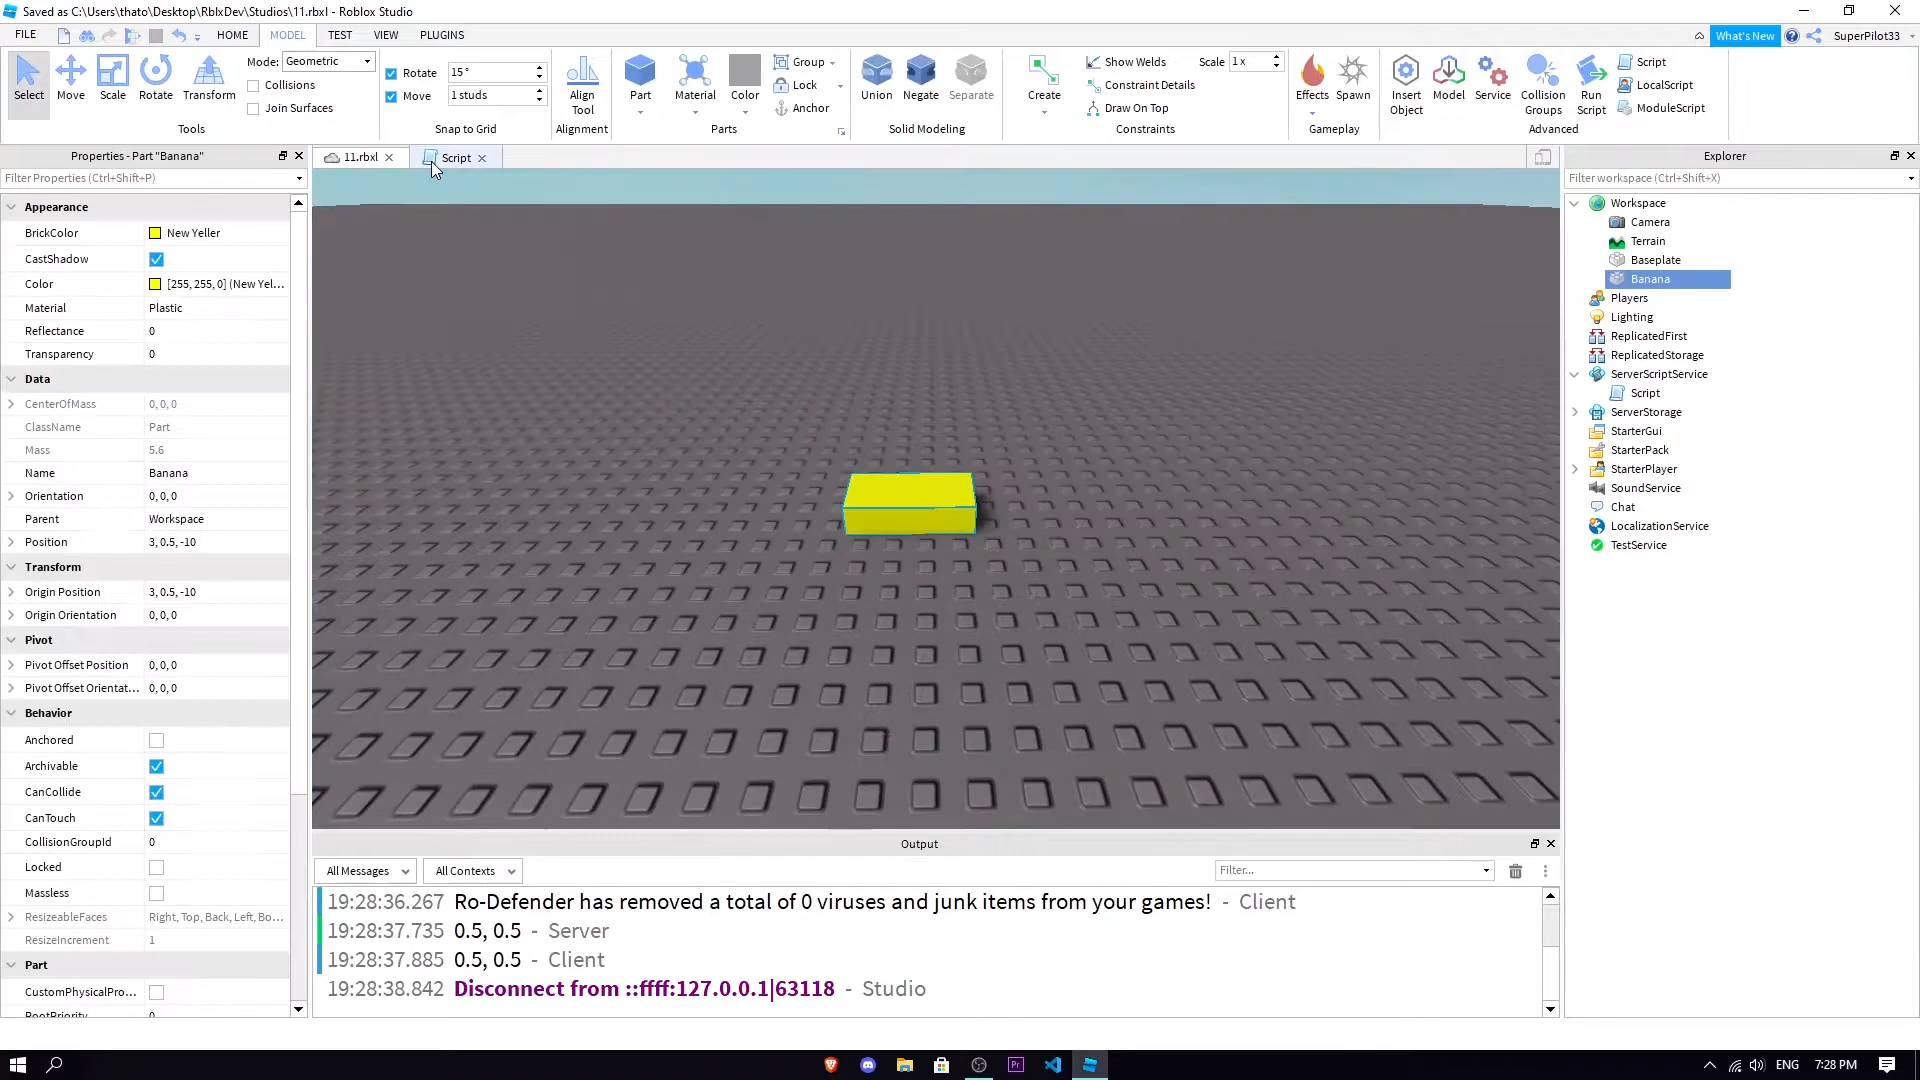 Saved as C:\Users\thato\Desktop\RblxDev\Studios\11.rbxl - Roblox Studio
FILE HOME MODEL TEST VIEW PLUGINS What's New SuperPilot33
Select Move Scale Rotate Transform
Mode: Geometric
Collisions
Join Surfaces
Tools
Rotate 15°
Move 1 studs
Snap to Grid
Align Tool
Alignment
Part Material Color
Group
Lock
Anchor
Parts
Union Negate Separate
Solid Modeling
Create
Show Welds Scale 1x
Constraint Details
Draw On Top
Constraints
Effects Spawn
Gameplay
Insert Object Model Service Collision Groups Run Script
Script
LocalScript
ModuleScript
Advanced
Properties - Part "Banana"
Filter Properties (Ctrl+Shift+P)
Appearance
BrickColor New Yeller
CastShadow
Color [255, 255, 0] (New Yel...
Material Plastic
Reflectance 0
Transparency 0
Data
CenterOfMass 0, 0, 0
ClassName Part
Mass 5.6
Name Banana
Orientation 0, 0, 0
Parent Workspace
Position 3, 0.5, -10
Transform
Origin Position 3, 0.5, -10
Origin Orientation 0, 0, 0
Pivot
Pivot Offset Position 0, 0, 0
Pivot Offset Orientat... 0, 0, 0
Behavior
Anchored
Archivable
CanCollide
CanTouch
CollisionGroupId 0
Locked
Massless
ResizeableFaces Right, Top, Back, Left, Bo...
ResizeIncrement 1
Part
CustomPhysicalPro...
RootPriority 0
11.rbxl Script
Output
All Messages All Contexts Filter...
19:28:36.267 Ro-Defender has removed a total of 0 viruses and junk items from your games! - Client
19:28:37.735 0.5, 0.5 - Server
19:28:37.885 0.5, 0.5 - Client
19:28:38.842 Disconnect from ::ffff:127.0.0.1|63118 - Studio
Explorer
Filter workspace (Ctrl+Shift+X)
Workspace
Camera
Terrain
Baseplate
Banana
Players
Lighting
ReplicatedFirst
ReplicatedStorage
ServerScriptService
Script
ServerStorage
StarterGui
StarterPack
StarterPlayer
SoundService
Chat
LocalizationService
TestService
Pr
ENG 7:28 PM